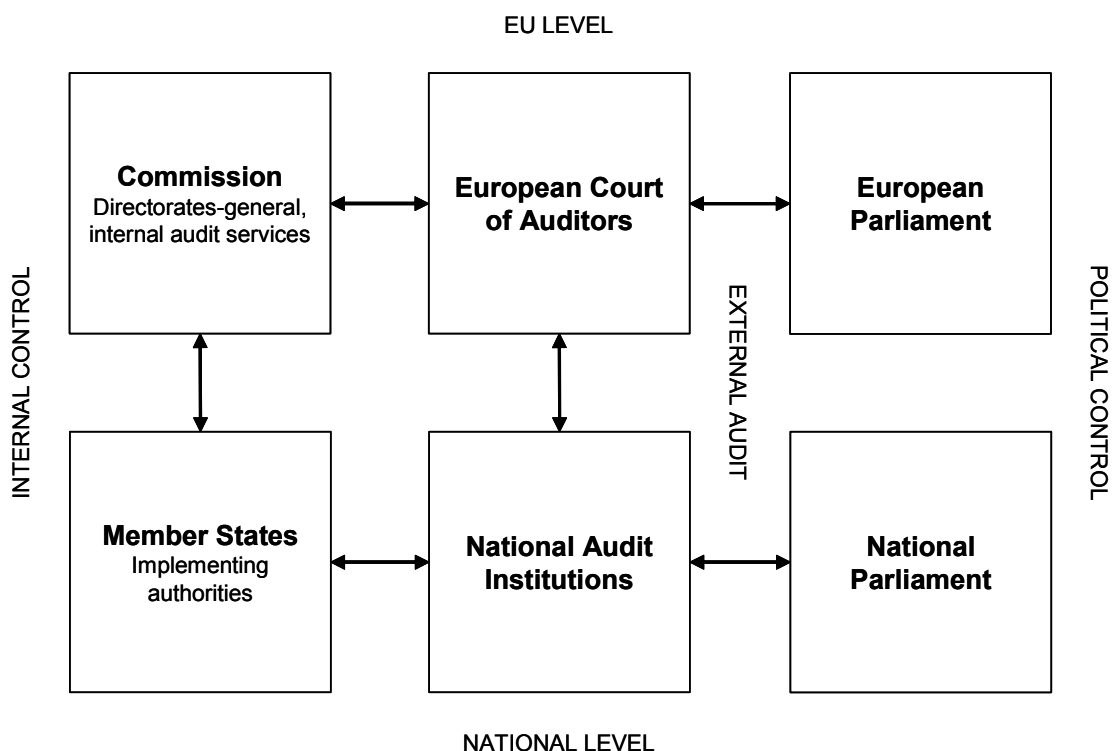 EU LEVEL
Commission
Directorates-general,
internal audit services
European Court
of Auditors
European
Parliament
INTERNAL CONTROL
EXTERNAL AUDIT
POLITICAL CONTROL
Member States
Implementing
authorities
National Audit
Institutions
National
Parliament
NATIONAL LEVEL